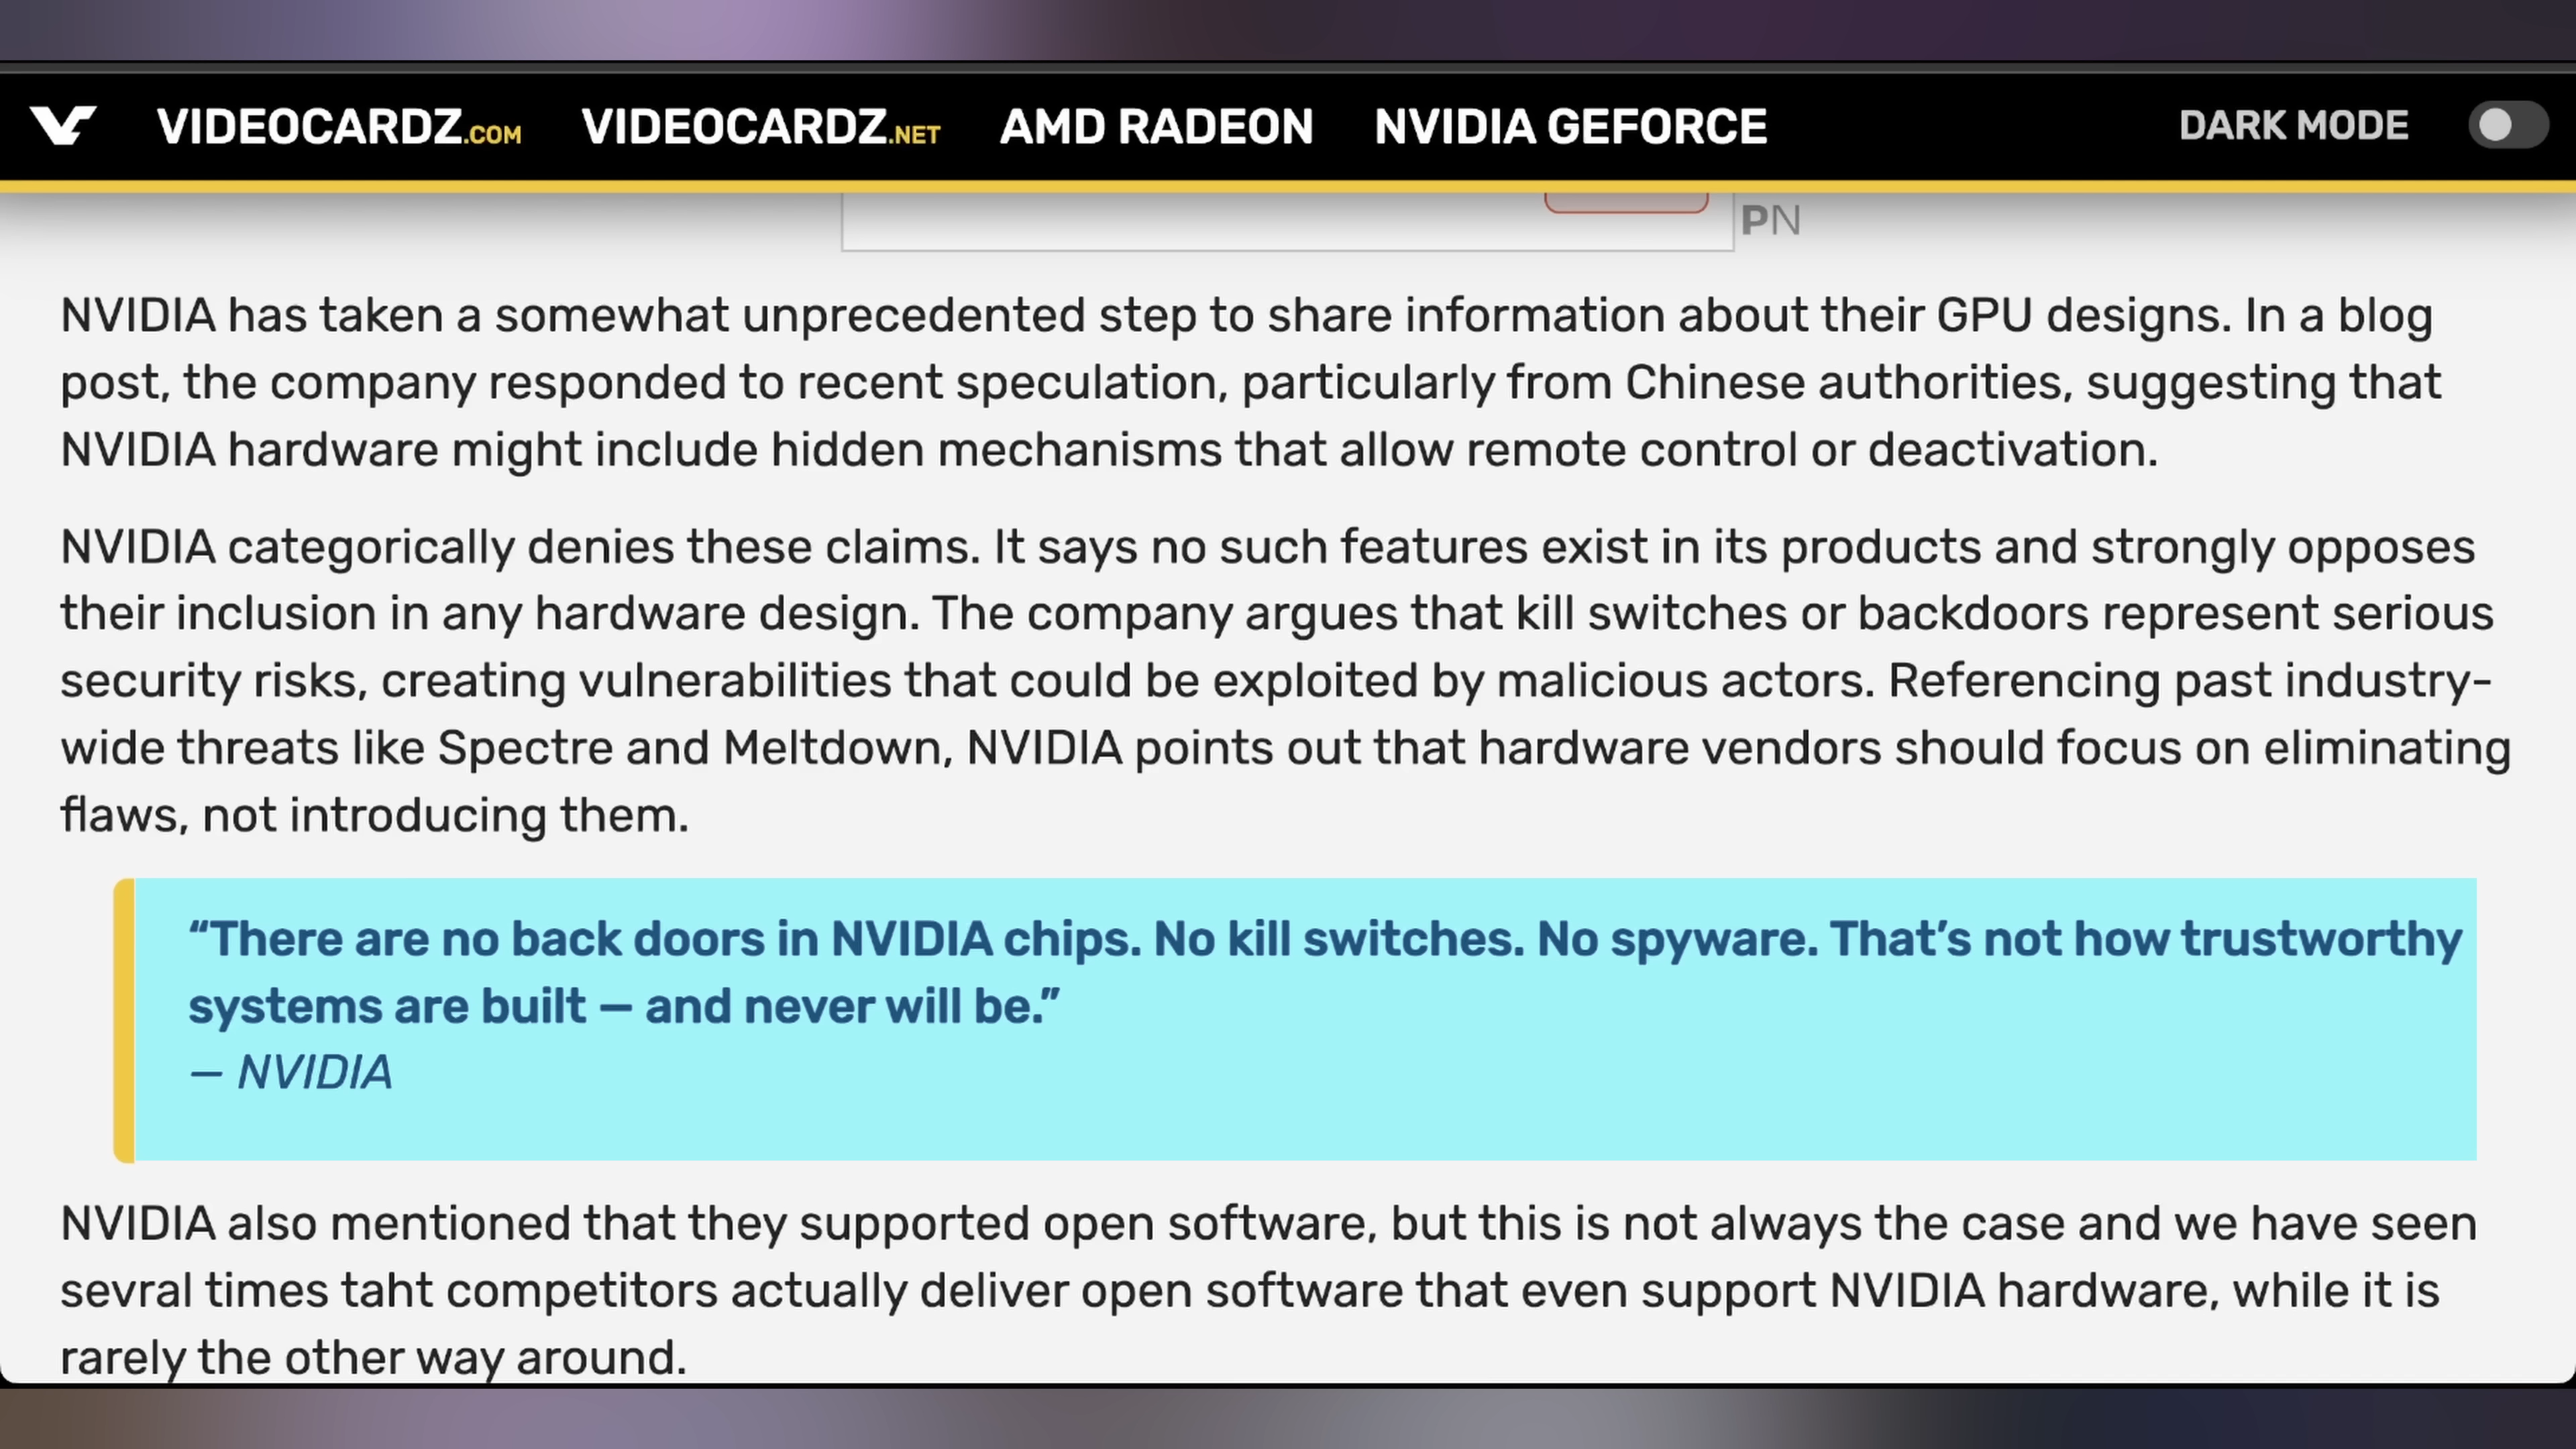 VIDEOCARDZ.COM VIDEOCARDZ.NET AMD RADEON NVIDIA GEFORCE DARK MODE
PN
NVIDIA has taken a somewhat unprecedented step to share information about their GPU designs. In a blog
post, the company responded to recent speculation, particularly from Chinese authorities, suggesting that
NVIDIA hardware might include hidden mechanisms that allow remote control or deactivation.
NVIDIA categorically denies these claims. It says no such features exist in its products and strongly opposes
their inclusion in any hardware design. The company argues that kill switches or backdoors represent serious
security risks, creating vulnerabilities that could be exploited by malicious actors. Referencing past industry-
wide threats like Spectre and Meltdown, NVIDIA points out that hardware vendors should focus on eliminating
flaws, not introducing them.
“There are no back doors in NVIDIA chips. No kill switches. No spyware. That’s not how trustworthy
systems are built — and never will be.”
— NVIDIA
NVIDIA also mentioned that they supported open software, but this is not always the case and we have seen
sevral times taht competitors actually deliver open software that even support NVIDIA hardware, while it is
rarely the other way around.